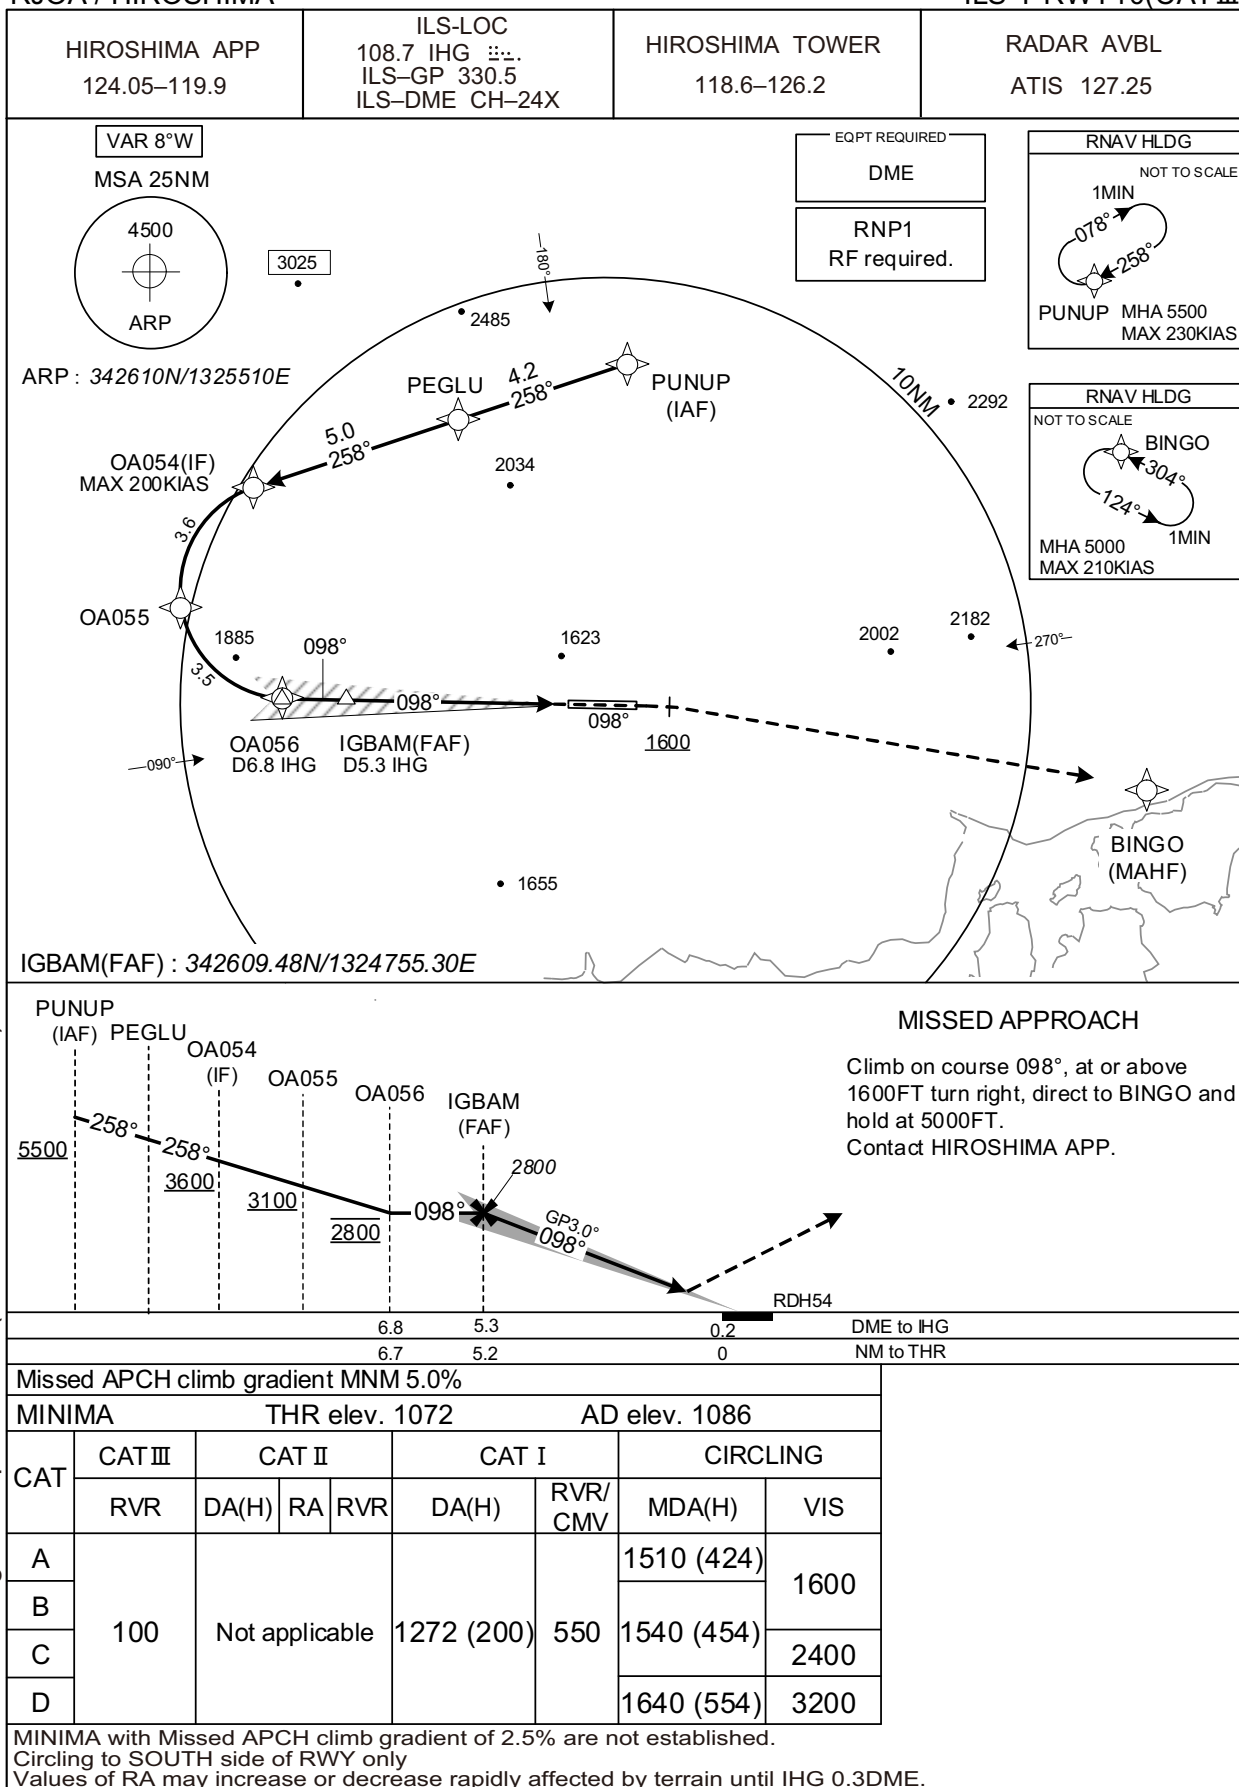 RJOA / HIROSHIMA
HIROSHIMA APP
124.05–119.9
ILS-LOC
108.7 IHG
ILS–GP 330.5
ILS–DME CH–24X
HIROSHIMA TOWER
118.6–126.2
RADAR AVBL
ATIS 127.25
VAR 8°W
MSA 25NM
4500
ARP
ARP : 342610N/1325510E
3025
EQPT REQUIRED
DME
RNP1
RF required.
RNAV HLDG
NOT TO SCALE
1MIN
078°
258°
PUNUP
MHA 5500
MAX 230KIAS
RNAV HLDG
NOT TO SCALE
BINGO
304°
124°
1MIN
MHA 5000
MAX 210KIAS
180°
2485
PEGLU
4.2
258°
PUNUP
(IAF)
10NM
2292
5.0
258°
OA054(IF)
MAX 200KIAS
2034
3.6
OA055
1885
098°
1623
2002
2182
270°
3.5
098°
098°
1600
OA056
D6.8 IHG
IGBAM(FAF)
D5.3 IHG
090°
BINGO
(MAHF)
1655
IGBAM(FAF) : 342609.48N/1324755.30E
PUNUP
(IAF)
PEGLU
OA054
(IF)
OA055
OA056
IGBAM
(FAF)
258°
258°
5500
3600
3100
2800
098°
2800
GP3.0°
098°
RDH54
MISSED APPROACH
Climb on course 098°, at or above
1600FT turn right, direct to BINGO and
hold at 5000FT.
Contact HIROSHIMA APP.
6.8 5.3 0.2 DME to IHG
6.7 5.2 0 NM to THR
Missed APCH climb gradient MNM 5.0%
MINIMA THR elev. 1072 AD elev. 1086
CAT CAT Ⅲ CAT Ⅱ CAT Ⅰ CIRCLING
RVR DA(H) RA RVR DA(H) RVR/CMV MDA(H) VIS
A 1510 (424) 1600
B
100 Not applicable 1272 (200) 550 1540 (454)
C 2400
D 1640 (554) 3200
MINIMA with Missed APCH climb gradient of 2.5% are not established.
Circling to SOUTH side of RWY only
Values of RA may increase or decrease rapidly affected by terrain until IHG 0.3DME.